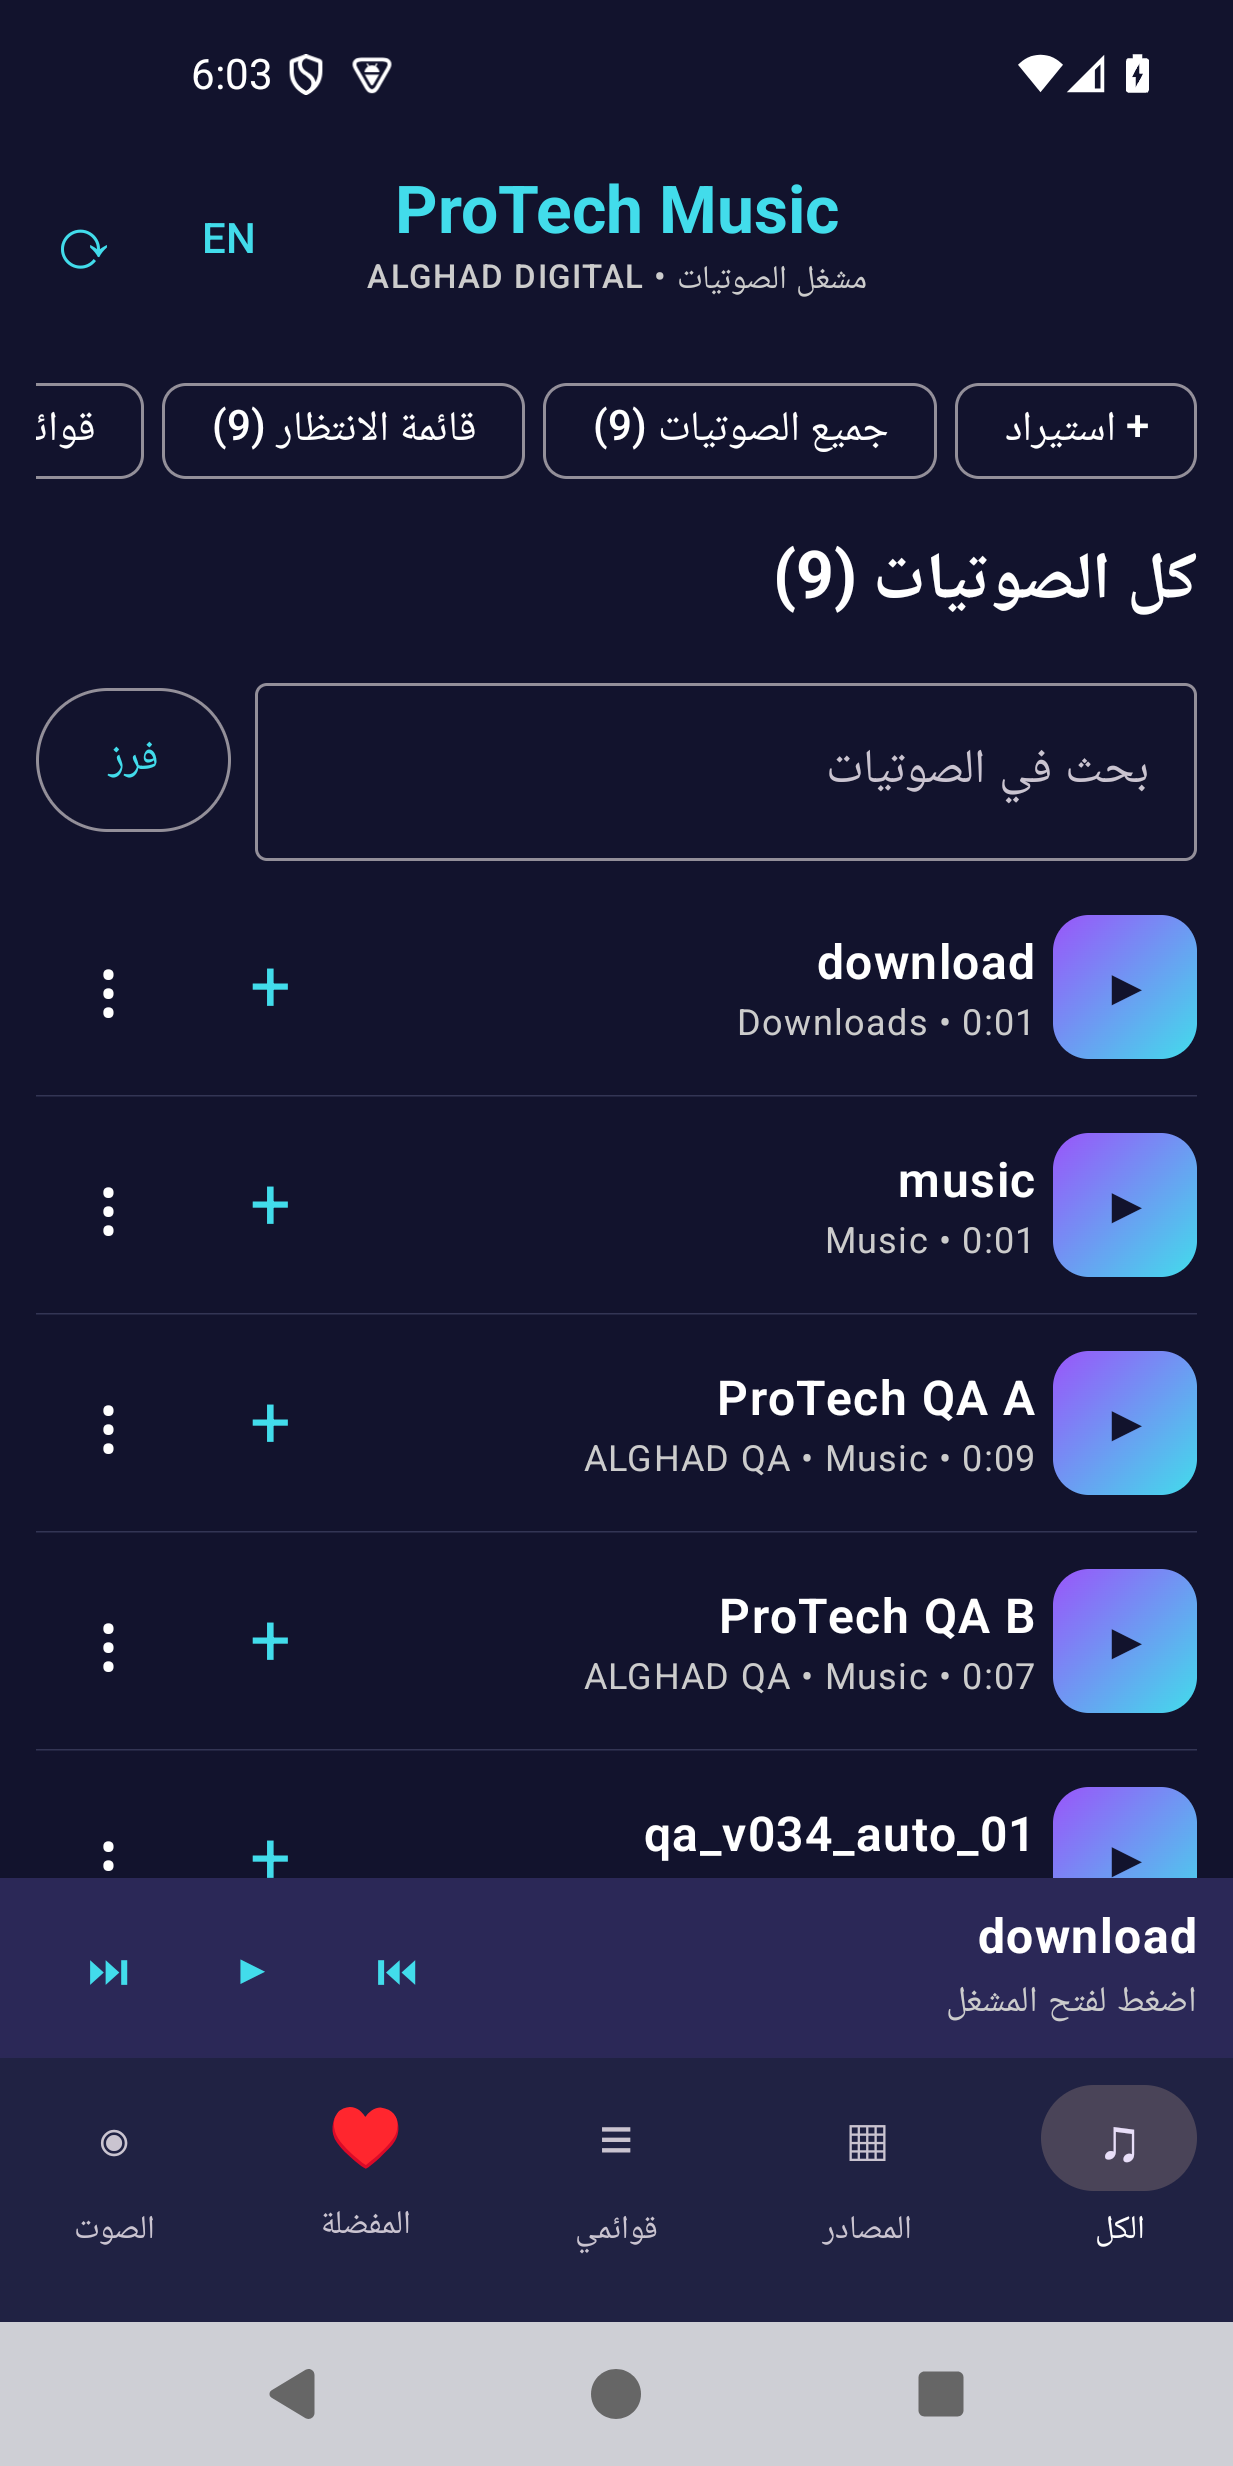 6:03
EN
ProTech Music
ALGHAD DIGITAL • مشغل الصوتيات
+ استيراد
جميع الصوتيات (9)
قائمة الانتظار (9)
كل الصوتيات (9)
بحث في الصوتيات
فرز
download
Downloads • 0:01
music
Music • 0:01
ProTech QA A
ALGHAD QA • Music • 0:09
ProTech QA B
ALGHAD QA • Music • 0:07
qa_v034_auto_01
download
اضغط لفتح المشغل
الكل
المصادر
قوائمي
المفضلة
الصوت